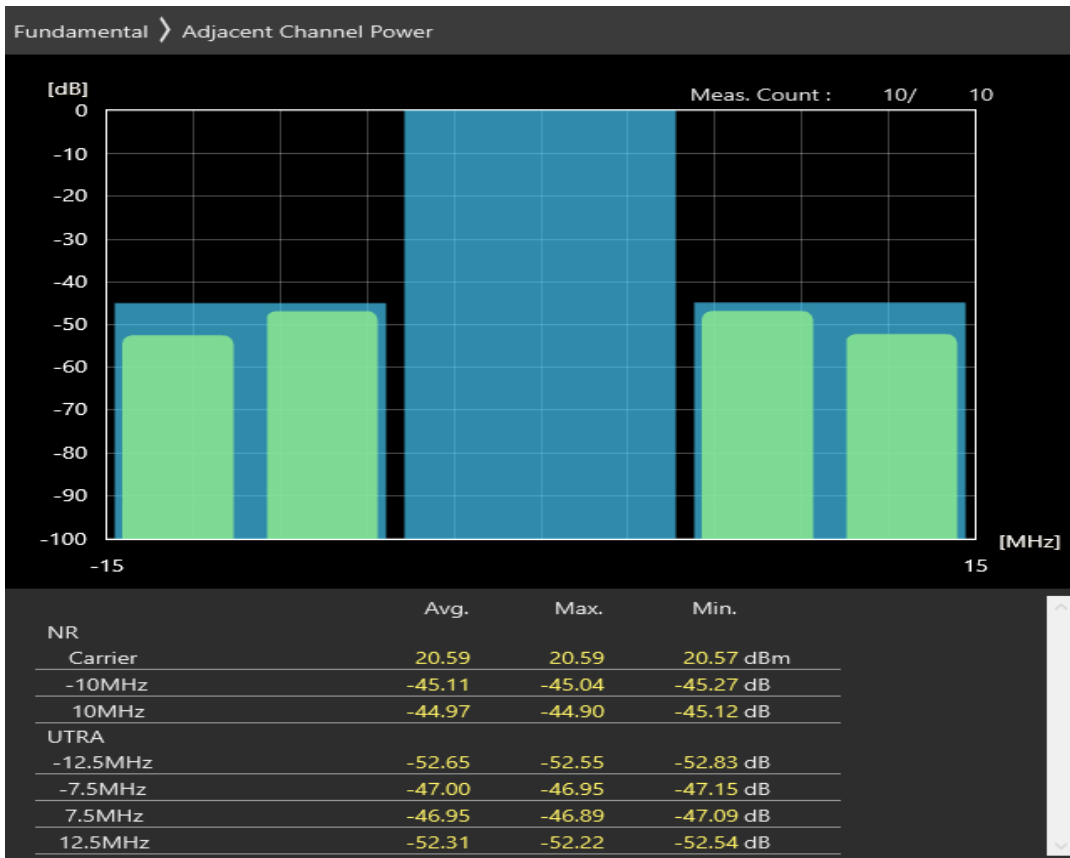 Fundamental 〉 Adjacent Channel Power
[dB]
Meas. Count : 10/ 10
0
-10
-20
-30
-40
-50
-60
-70
-80
-90
-100
[MHz]
-15 15
Avg. Max. Min.
NR
Carrier 20.59 20.59 20.57 dBm
-10MHz -45.11 -45.04 -45.27 dB
10MHz -44.97 -44.90 -45.12 dB
UTRA
-12.5MHz -52.65 -52.55 -52.83 dB
-7.5MHz -47.00 -46.95 -47.15 dB
7.5MHz -46.95 -46.89 -47.09 dB
12.5MHz -52.31 -52.22 -52.54 dB